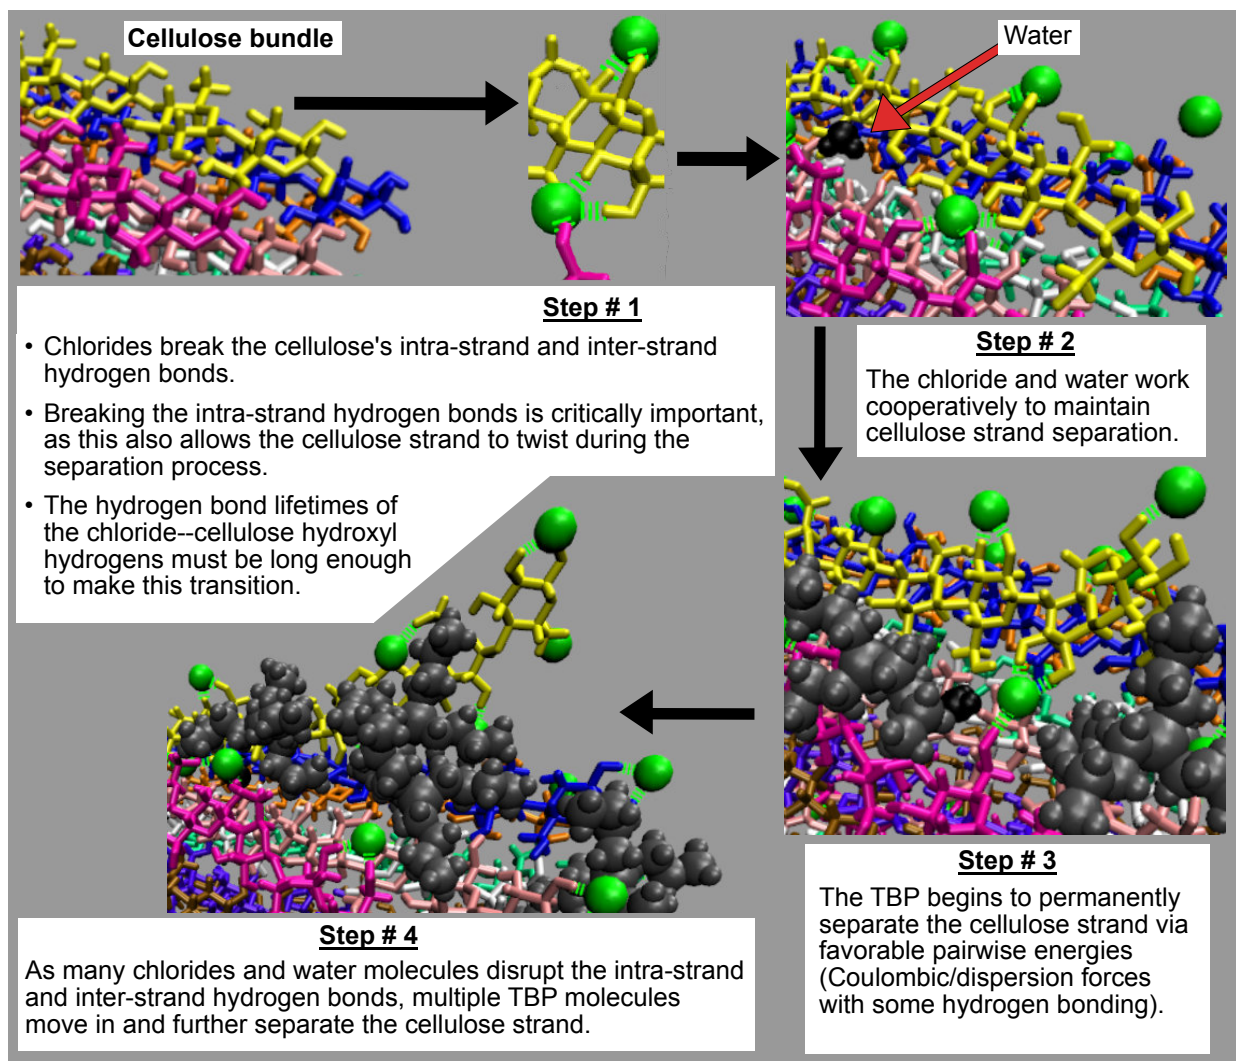 Cellulose bundle
Water
Step # 1
• Chlorides break the cellulose's intra-strand and inter-strand
hydrogen bonds.
• Breaking the intra-strand hydrogen bonds is critically important,
as this also allows the cellulose strand to twist during the
separation process.
• The hydrogen bond lifetimes of
the chloride--cellulose hydroxyl
hydrogens must be long enough
to make this transition.
Step # 2
The chloride and water work
cooperatively to maintain
cellulose strand separation.
Step # 3
The TBP begins to permanently
separate the cellulose strand via
favorable pairwise energies
(Coulombic/dispersion forces
with some hydrogen bonding).
Step # 4
As many chlorides and water molecules disrupt the intra-strand
and inter-strand hydrogen bonds, multiple TBP molecules
move in and further separate the cellulose strand.